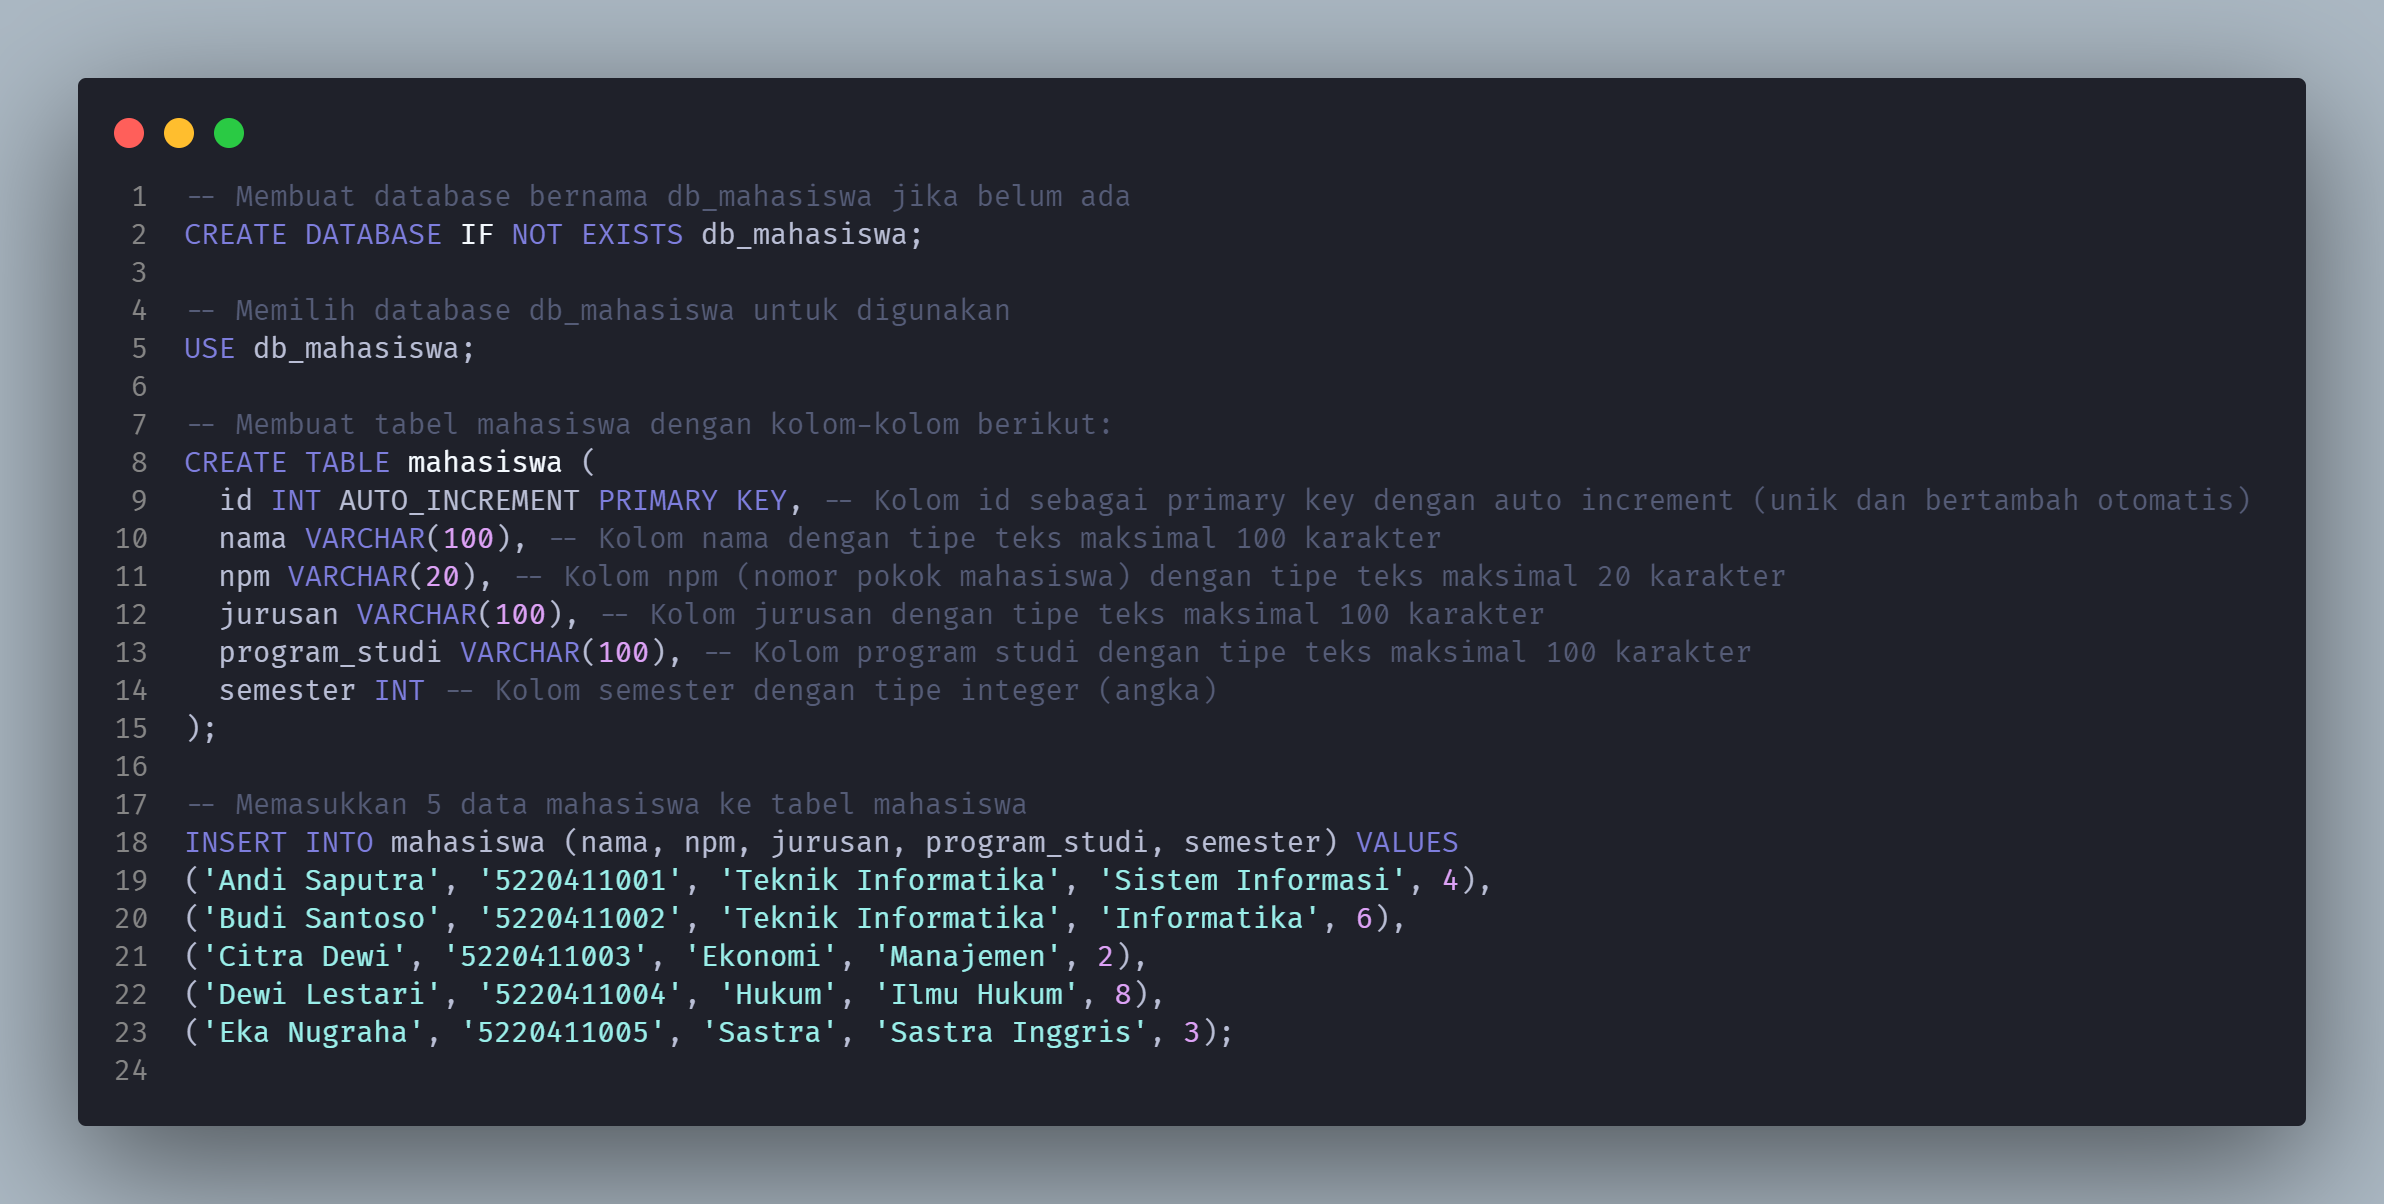 1 -- Membuat database bernama db_mahasiswa jika belum ada
2 CREATE DATABASE IF NOT EXISTS db_mahasiswa;
3
4 -- Memilih database db_mahasiswa untuk digunakan
5 USE db_mahasiswa;
6
7 -- Membuat tabel mahasiswa dengan kolom-kolom berikut:
8 CREATE TABLE mahasiswa (
9   id INT AUTO_INCREMENT PRIMARY KEY, -- Kolom id sebagai primary key dengan auto increment (unik dan bertambah otomatis)
10   nama VARCHAR(100), -- Kolom nama dengan tipe teks maksimal 100 karakter
11   npm VARCHAR(20), -- Kolom npm (nomor pokok mahasiswa) dengan tipe teks maksimal 20 karakter
12   jurusan VARCHAR(100), -- Kolom jurusan dengan tipe teks maksimal 100 karakter
13   program_studi VARCHAR(100), -- Kolom program studi dengan tipe teks maksimal 100 karakter
14   semester INT -- Kolom semester dengan tipe integer (angka)
15 );
16
17 -- Memasukkan 5 data mahasiswa ke tabel mahasiswa
18 INSERT INTO mahasiswa (nama, npm, jurusan, program_studi, semester) VALUES
19 ('Andi Saputra', '5220411001', 'Teknik Informatika', 'Sistem Informasi', 4),
20 ('Budi Santoso', '5220411002', 'Teknik Informatika', 'Informatika', 6),
21 ('Citra Dewi', '5220411003', 'Ekonomi', 'Manajemen', 2),
22 ('Dewi Lestari', '5220411004', 'Hukum', 'Ilmu Hukum', 8),
23 ('Eka Nugraha', '5220411005', 'Sastra', 'Sastra Inggris', 3);
24